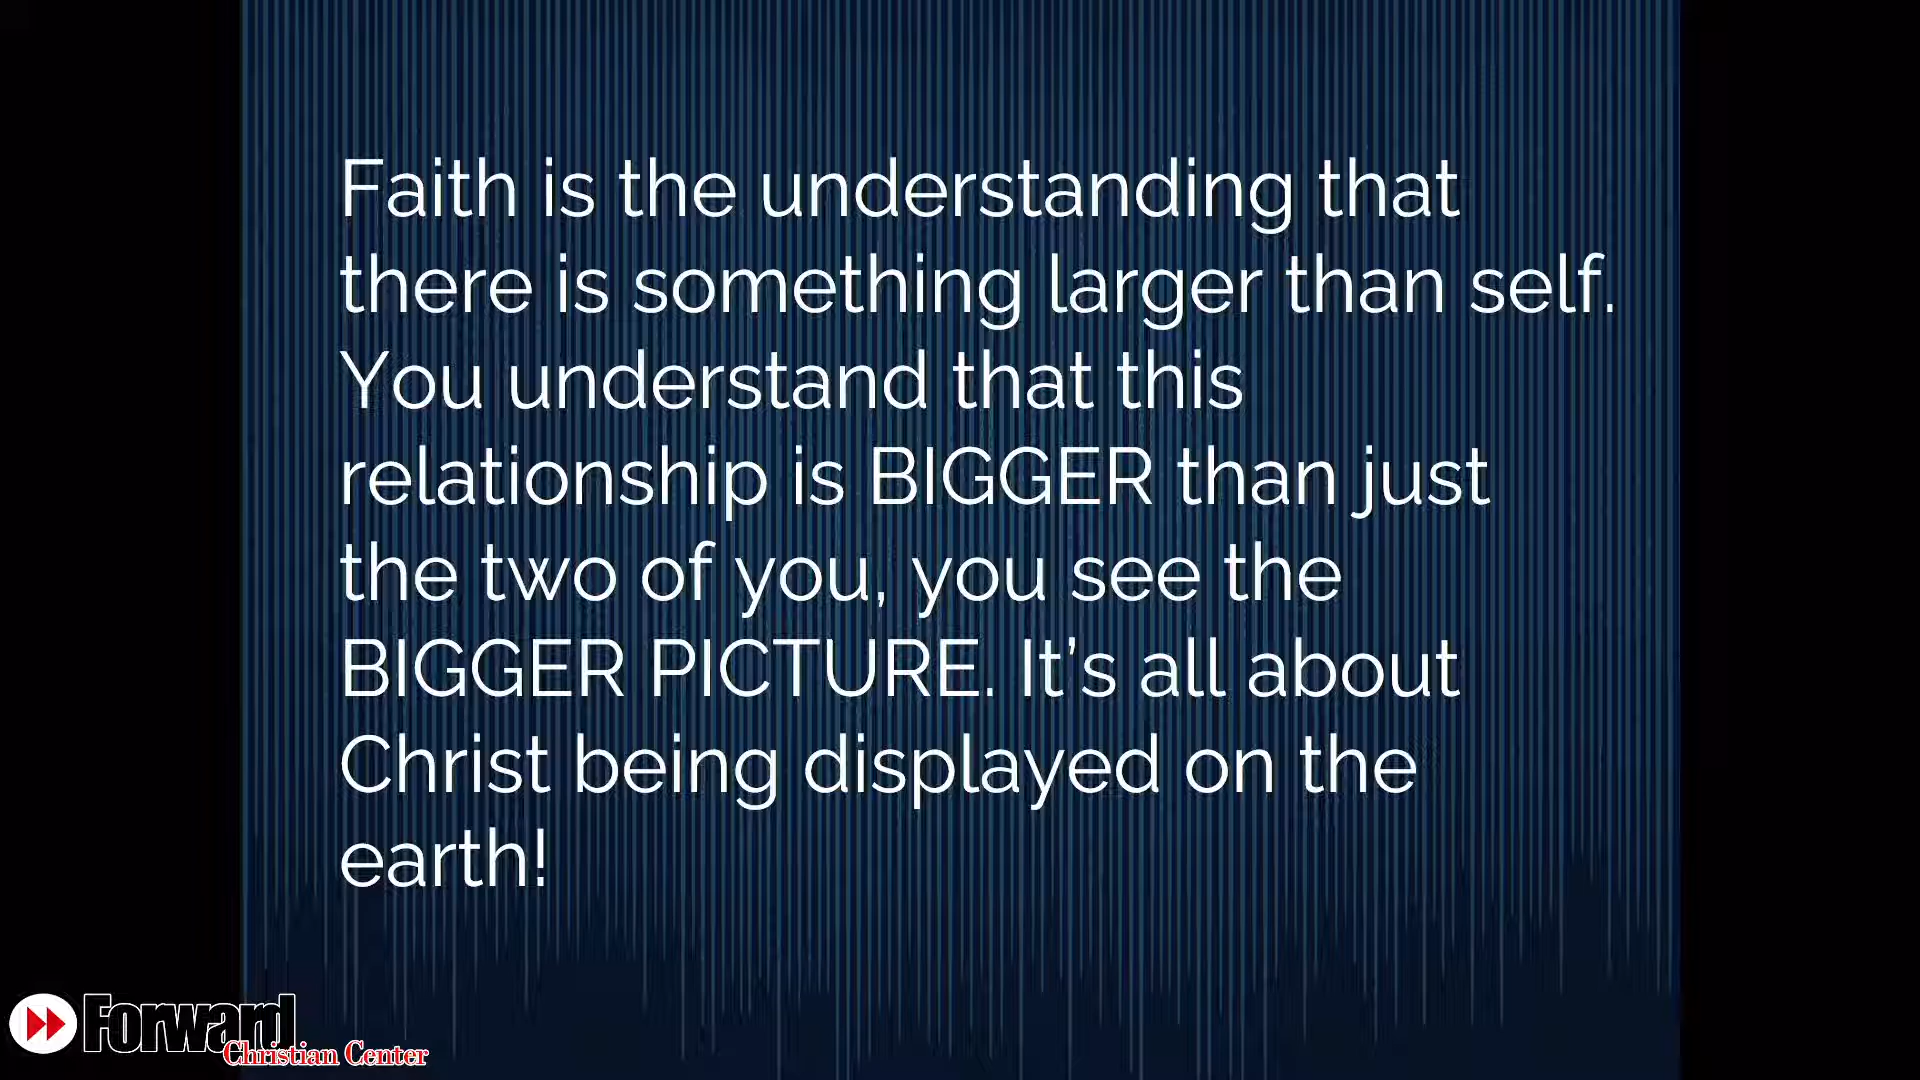 Faith is the understanding that
there is something larger than self.
You understand that this
relationship is BIGGER than just
the two of you, you see the
BIGGER PICTURE. It’s all about
Christ being displayed on the
earth!
Forward
Christian Center